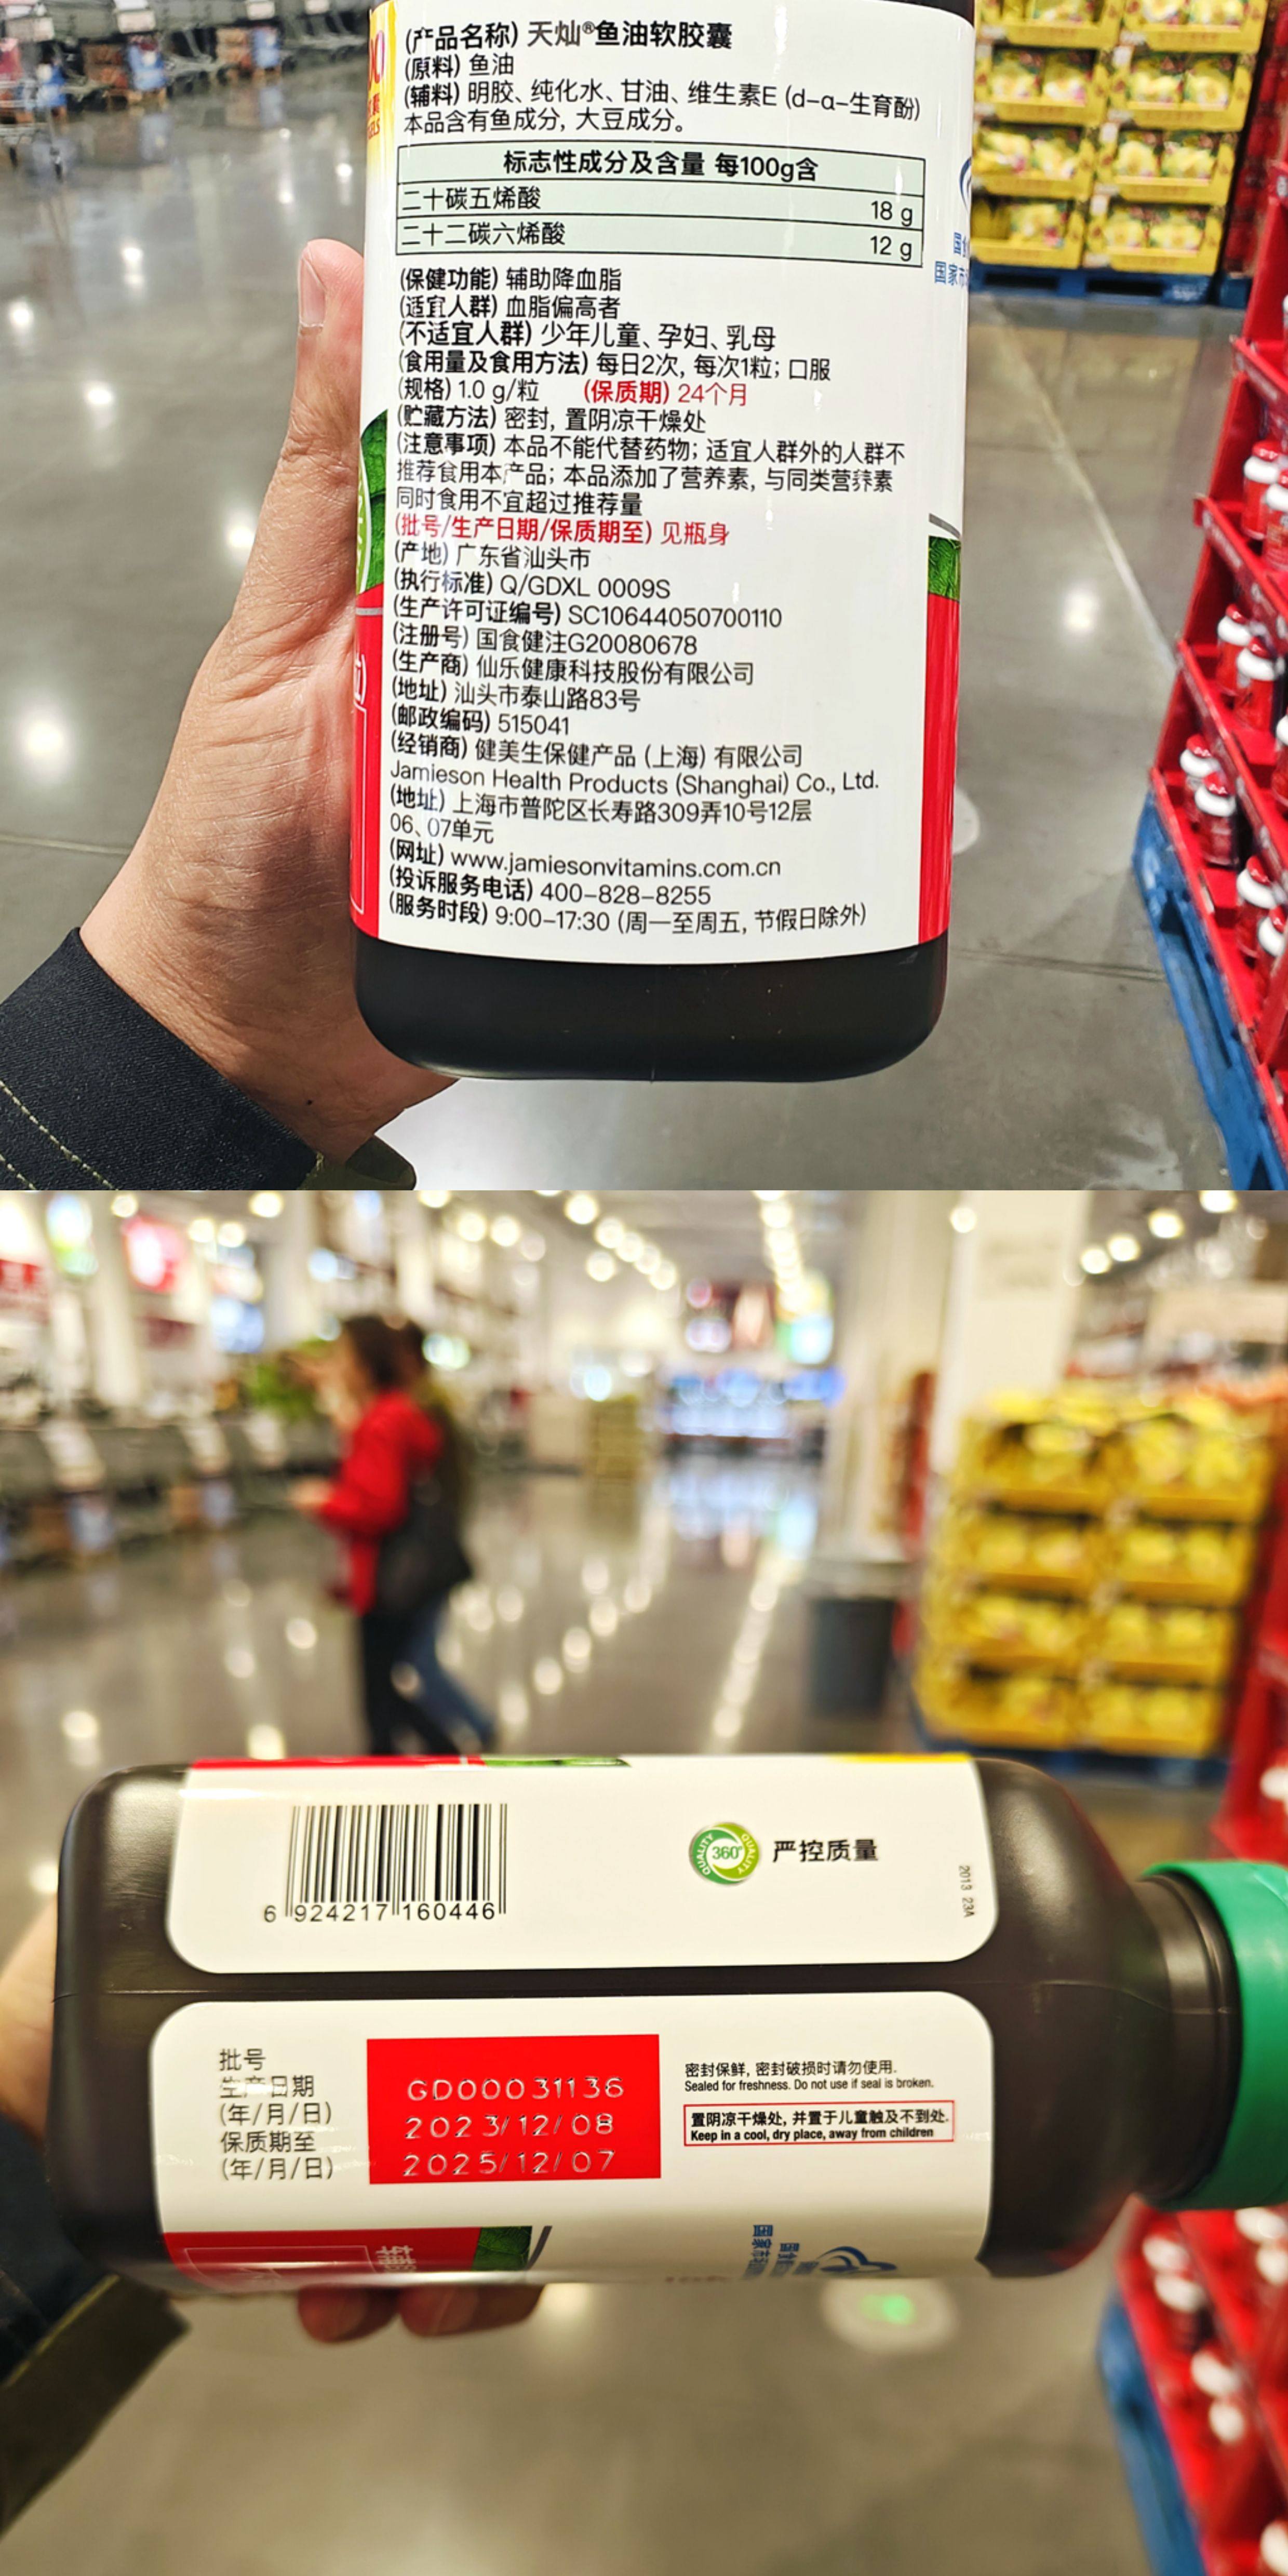 (产品名称) 天灿®鱼油软胶囊
(原料) 鱼油
(辅料) 明胶、纯化水、甘油、维生素E (d-α-生育酚)
本品含有鱼成分, 大豆成分。
标志性成分及含量 每100g含
二十碳五烯酸 18 g
二十二碳六烯酸 12 g
(保健功能) 辅助降血脂
(适宜人群) 血脂偏高者
(不适宜人群) 少年儿童、孕妇、乳母
(食用量及食用方法) 每日2次, 每次1粒; 口服
(规格) 1.0 g/粒 (保质期) 24个月
(贮藏方法) 密封, 置阴凉干燥处
(注意事项) 本品不能代替药物; 适宜人群外的人群不
推荐食用本产品; 本品添加了营养素, 与同类营养素
同时食用不宜超过推荐量
(批号/生产日期/保质期至) 见瓶身
(产地) 广东省汕头市
(执行标准) Q/GDXL 0009S
(生产许可证编号) SC10644050700110
(注册号) 国食健注G20080678
(生产商) 仙乐健康科技股份有限公司
(地址) 汕头市泰山路83号
(邮政编码) 515041
(经销商) 健美生保健产品 (上海) 有限公司
Jamieson Health Products (Shanghai) Co., Ltd.
(地址) 上海市普陀区长寿路309弄10号12层
06、07单元
(网址) www.jamiesonvitamins.com.cn
(投诉服务电话) 400-828-8255
(服务时段) 9:00-17:30 (周一至周五, 节假日除外)
国家市
6 924217 160446
QUALITY 360° QUALITY
严控质量
2013 23A
批号
生产日期
(年/月/日)
保质期至
(年/月/日)
GD00031136
2023/12/08
2025/12/07
密封保鲜, 密封破损时请勿使用.
Sealed for freshness. Do not use if seal is broken.
置阴凉干燥处, 并置于儿童触及不到处.
Keep in a cool, dry place, away from children